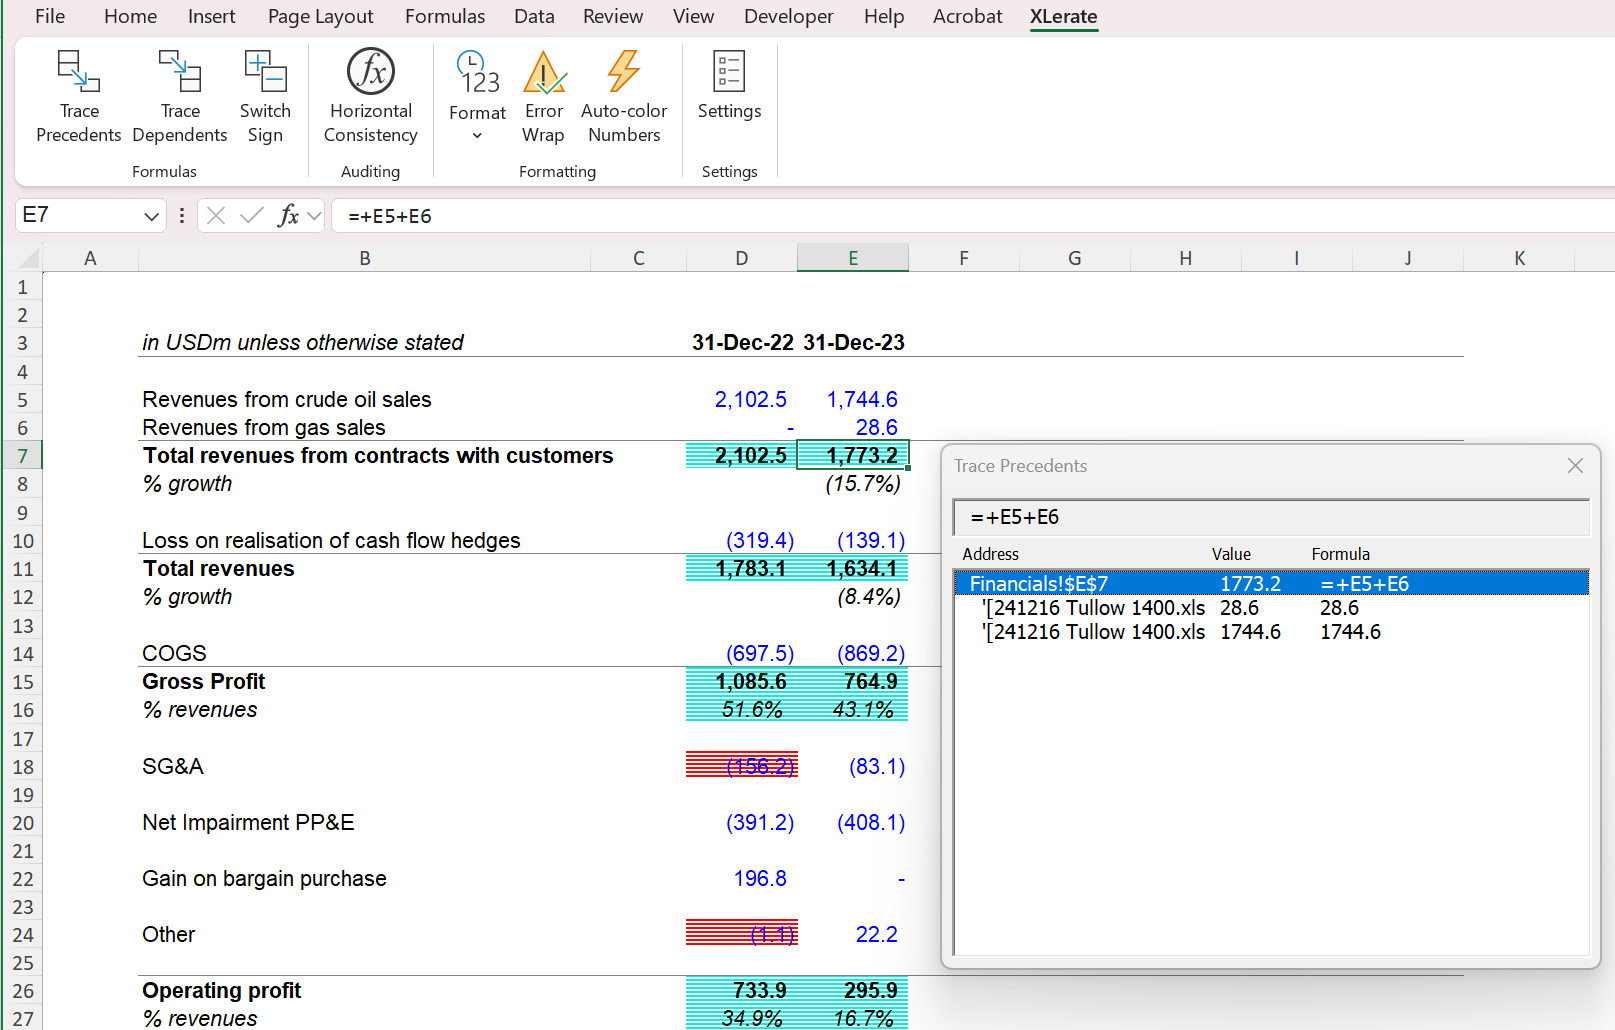 File Home Insert Page Layout Formulas Data Review View Developer Help Acrobat XLerate
Trace Precedents
Trace Dependents
Switch Sign
Formulas
fx
Horizontal Consistency
Auditing
123
Format
Error Wrap
Auto-color Numbers
Formatting
Settings
Settings
E7 fx =+E5+E6
A B C D E F G H I J K
1
2
3 in USDm unless otherwise stated 31-Dec-22 31-Dec-23
4
5 Revenues from crude oil sales 2,102.5 1,744.6
6 Revenues from gas sales - 28.6
7 Total revenues from contracts with customers 2,102.5 1,773.2
8 % growth (15.7%)
9
10 Loss on realisation of cash flow hedges (319.4) (139.1)
11 Total revenues 1,783.1 1,634.1
12 % growth (8.4%)
13
14 COGS (697.5) (869.2)
15 Gross Profit 1,085.6 764.9
16 % revenues 51.6% 43.1%
17
18 SG&A (156.2) (83.1)
19
20 Net Impairment PP&E (391.2) (408.1)
21
22 Gain on bargain purchase 196.8 -
23
24 Other (1.1) 22.2
25
26 Operating profit 733.9 295.9
27 % revenues 34.9% 16.7%
Trace Precedents
=+E5+E6
Address Value Formula
Financials!$E$7 1773.2 =+E5+E6
'[241216 Tullow 1400.xls 28.6 28.6
'[241216 Tullow 1400.xls 1744.6 1744.6